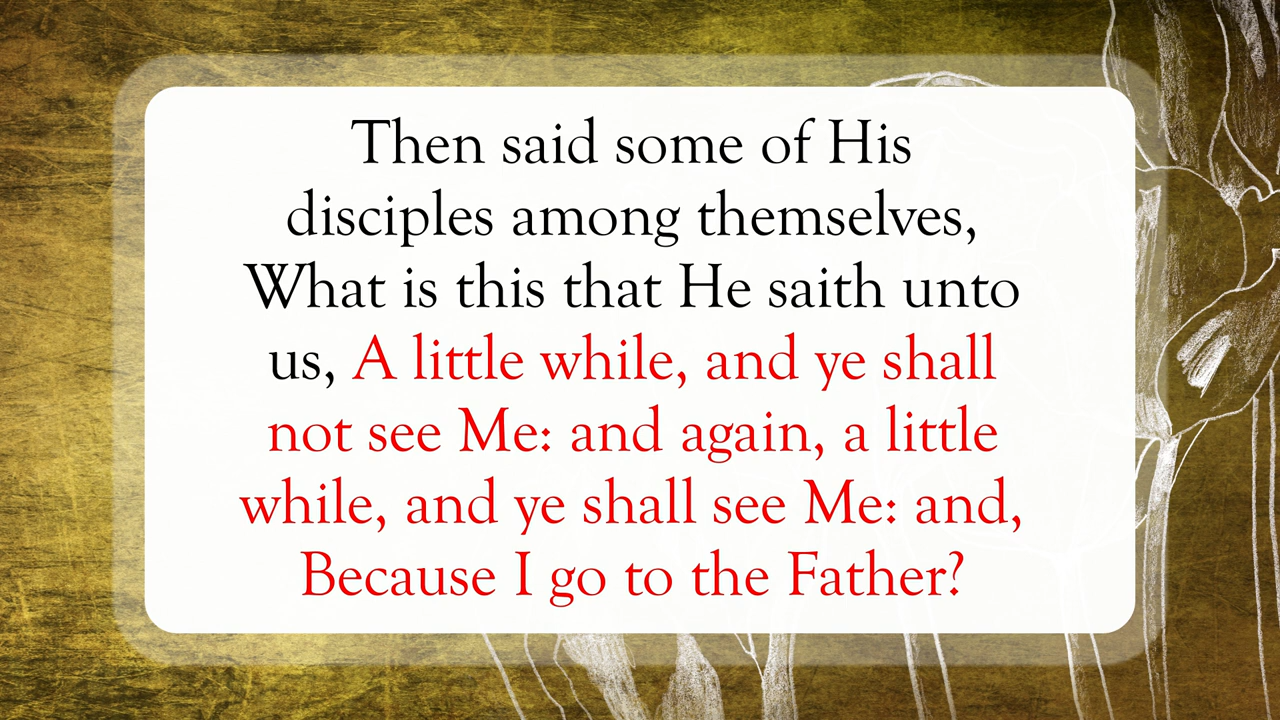 Then said some of His
disciples among themselves,
What is this that He saith unto
us, A little while, and ye shall
not see Me: and again, a little
while, and ye shall see Me: and,
Because I go to the Father?